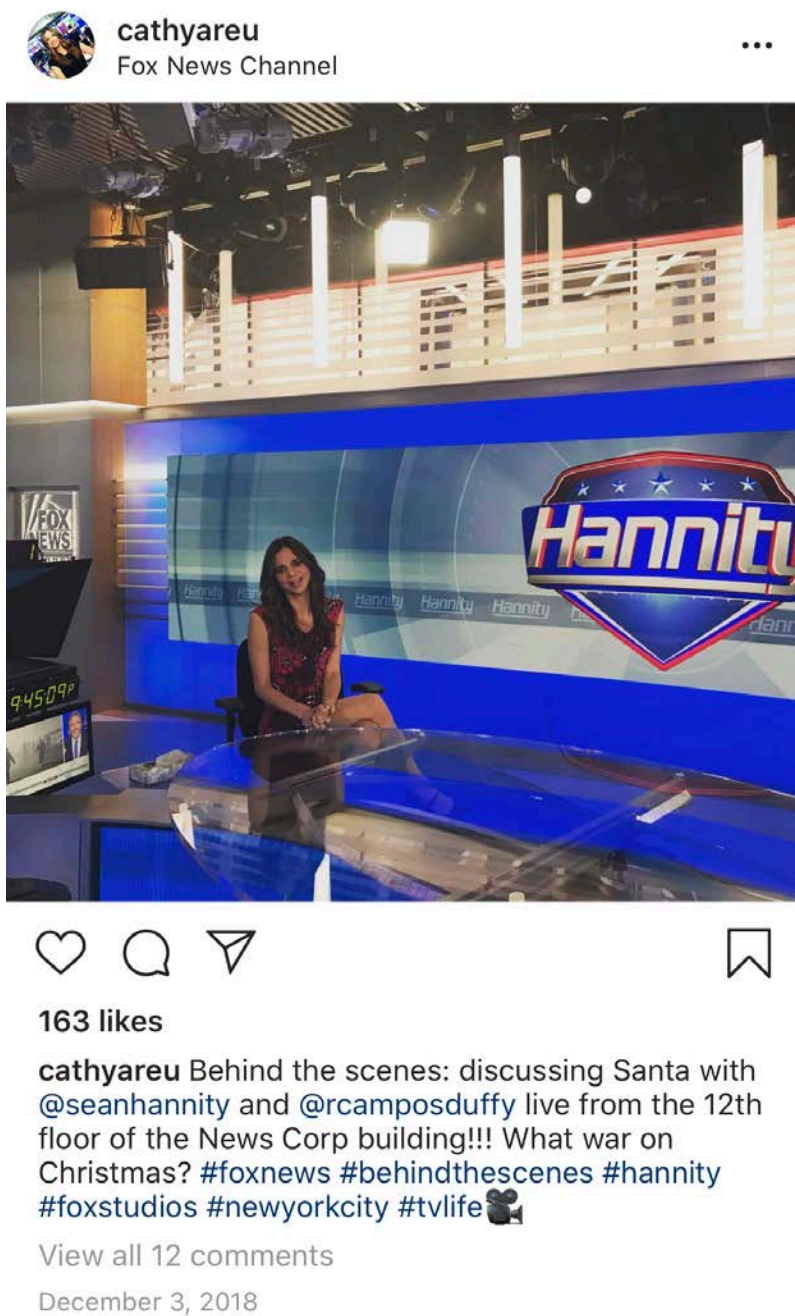 cathyareu
Fox News Channel
Hannity
FOX
NEWS
Hannity Hannity Hannity Hannity
9:45:09P
163 likes
cathyareu Behind the scenes: discussing Santa with
@seanhannity and @rcamposduffy live from the 12th
floor of the News Corp building!!! What war on
Christmas? #foxnews #behindthescenes #hannity
#foxstudios #newyorkcity #tvlife🎥
View all 12 comments
December 3, 2018